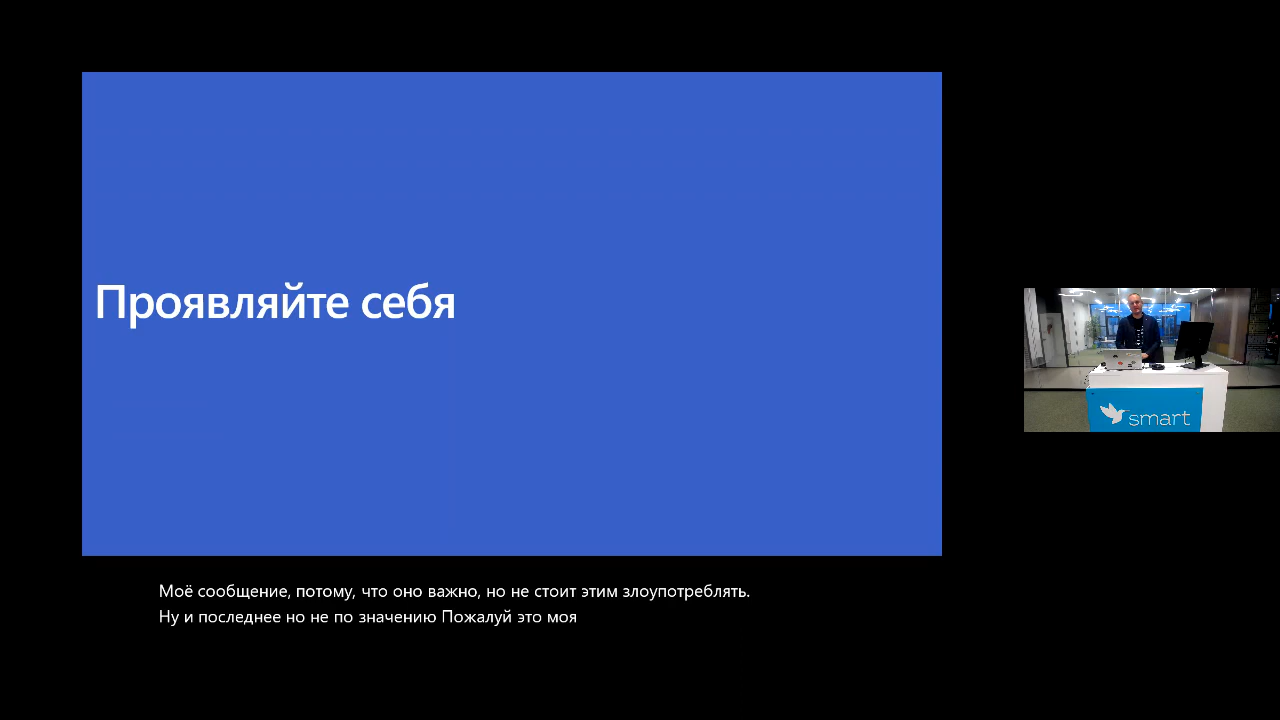 Проявляйте себя
smart
Моё сообщение, потому, что оно важно, но не стоит этим злоупотреблять.
Ну и последнее но не по значению Пожалуй это моя